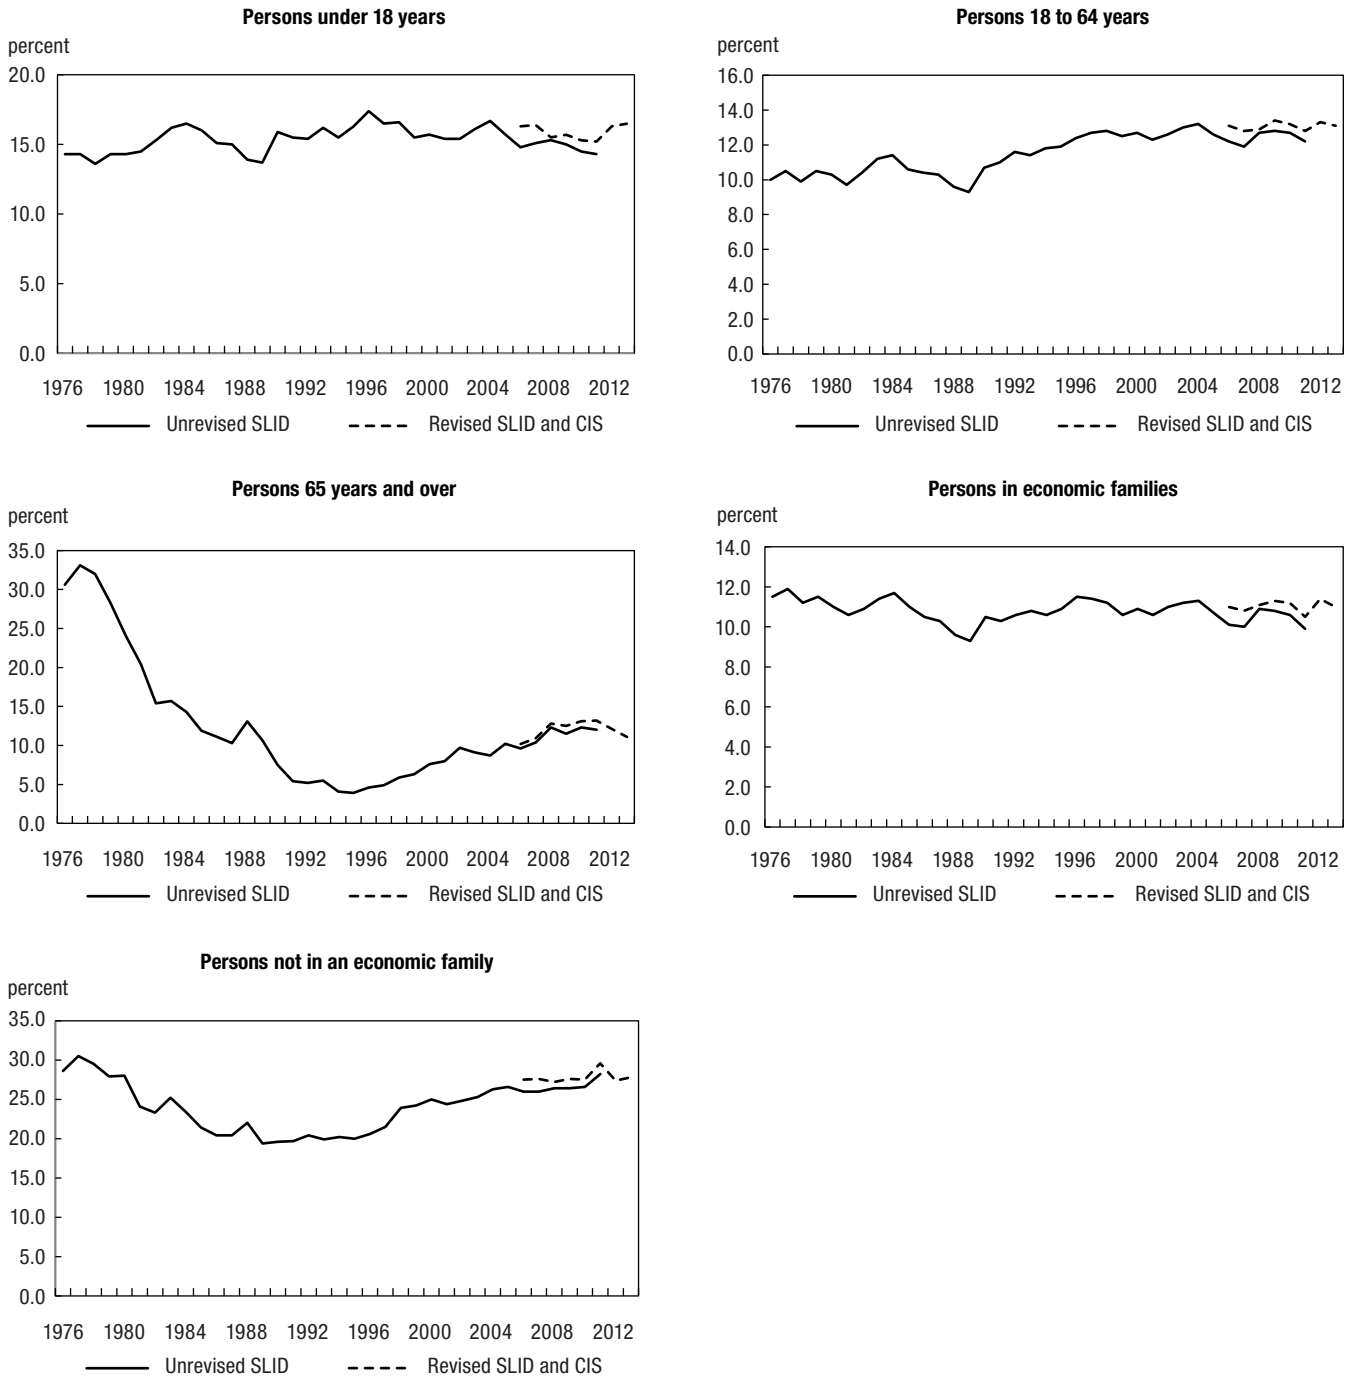 Persons under 18 years
percent
20.0
15.0
10.0
5.0
0.0
1976 1980 1984 1988 1992 1996 2000 2004 2008 2012
Unrevised SLID Revised SLID and CIS
Persons 18 to 64 years
percent
16.0
14.0
12.0
10.0
8.0
6.0
4.0
2.0
0.0
1976 1980 1984 1988 1992 1996 2000 2004 2008 2012
Unrevised SLID Revised SLID and CIS
Persons 65 years and over
percent
35.0
30.0
25.0
20.0
15.0
10.0
5.0
0.0
1976 1980 1984 1988 1992 1996 2000 2004 2008 2012
Unrevised SLID Revised SLID and CIS
Persons in economic families
percent
14.0
12.0
10.0
8.0
6.0
4.0
2.0
0.0
1976 1980 1984 1988 1992 1996 2000 2004 2008 2012
Unrevised SLID Revised SLID and CIS
Persons not in an economic family
percent
35.0
30.0
25.0
20.0
15.0
10.0
5.0
0.0
1976 1980 1984 1988 1992 1996 2000 2004 2008 2012
Unrevised SLID Revised SLID and CIS